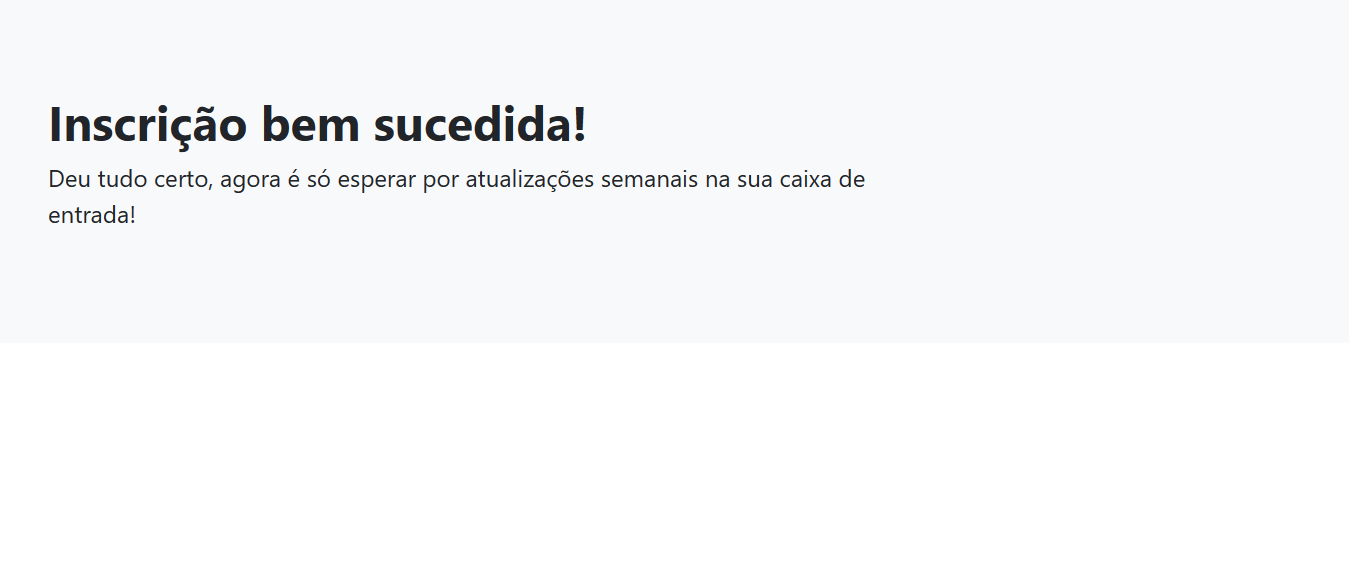 Inscrição bem sucedida!
Deu tudo certo, agora é só esperar por atualizações semanais na sua caixa de
entrada!